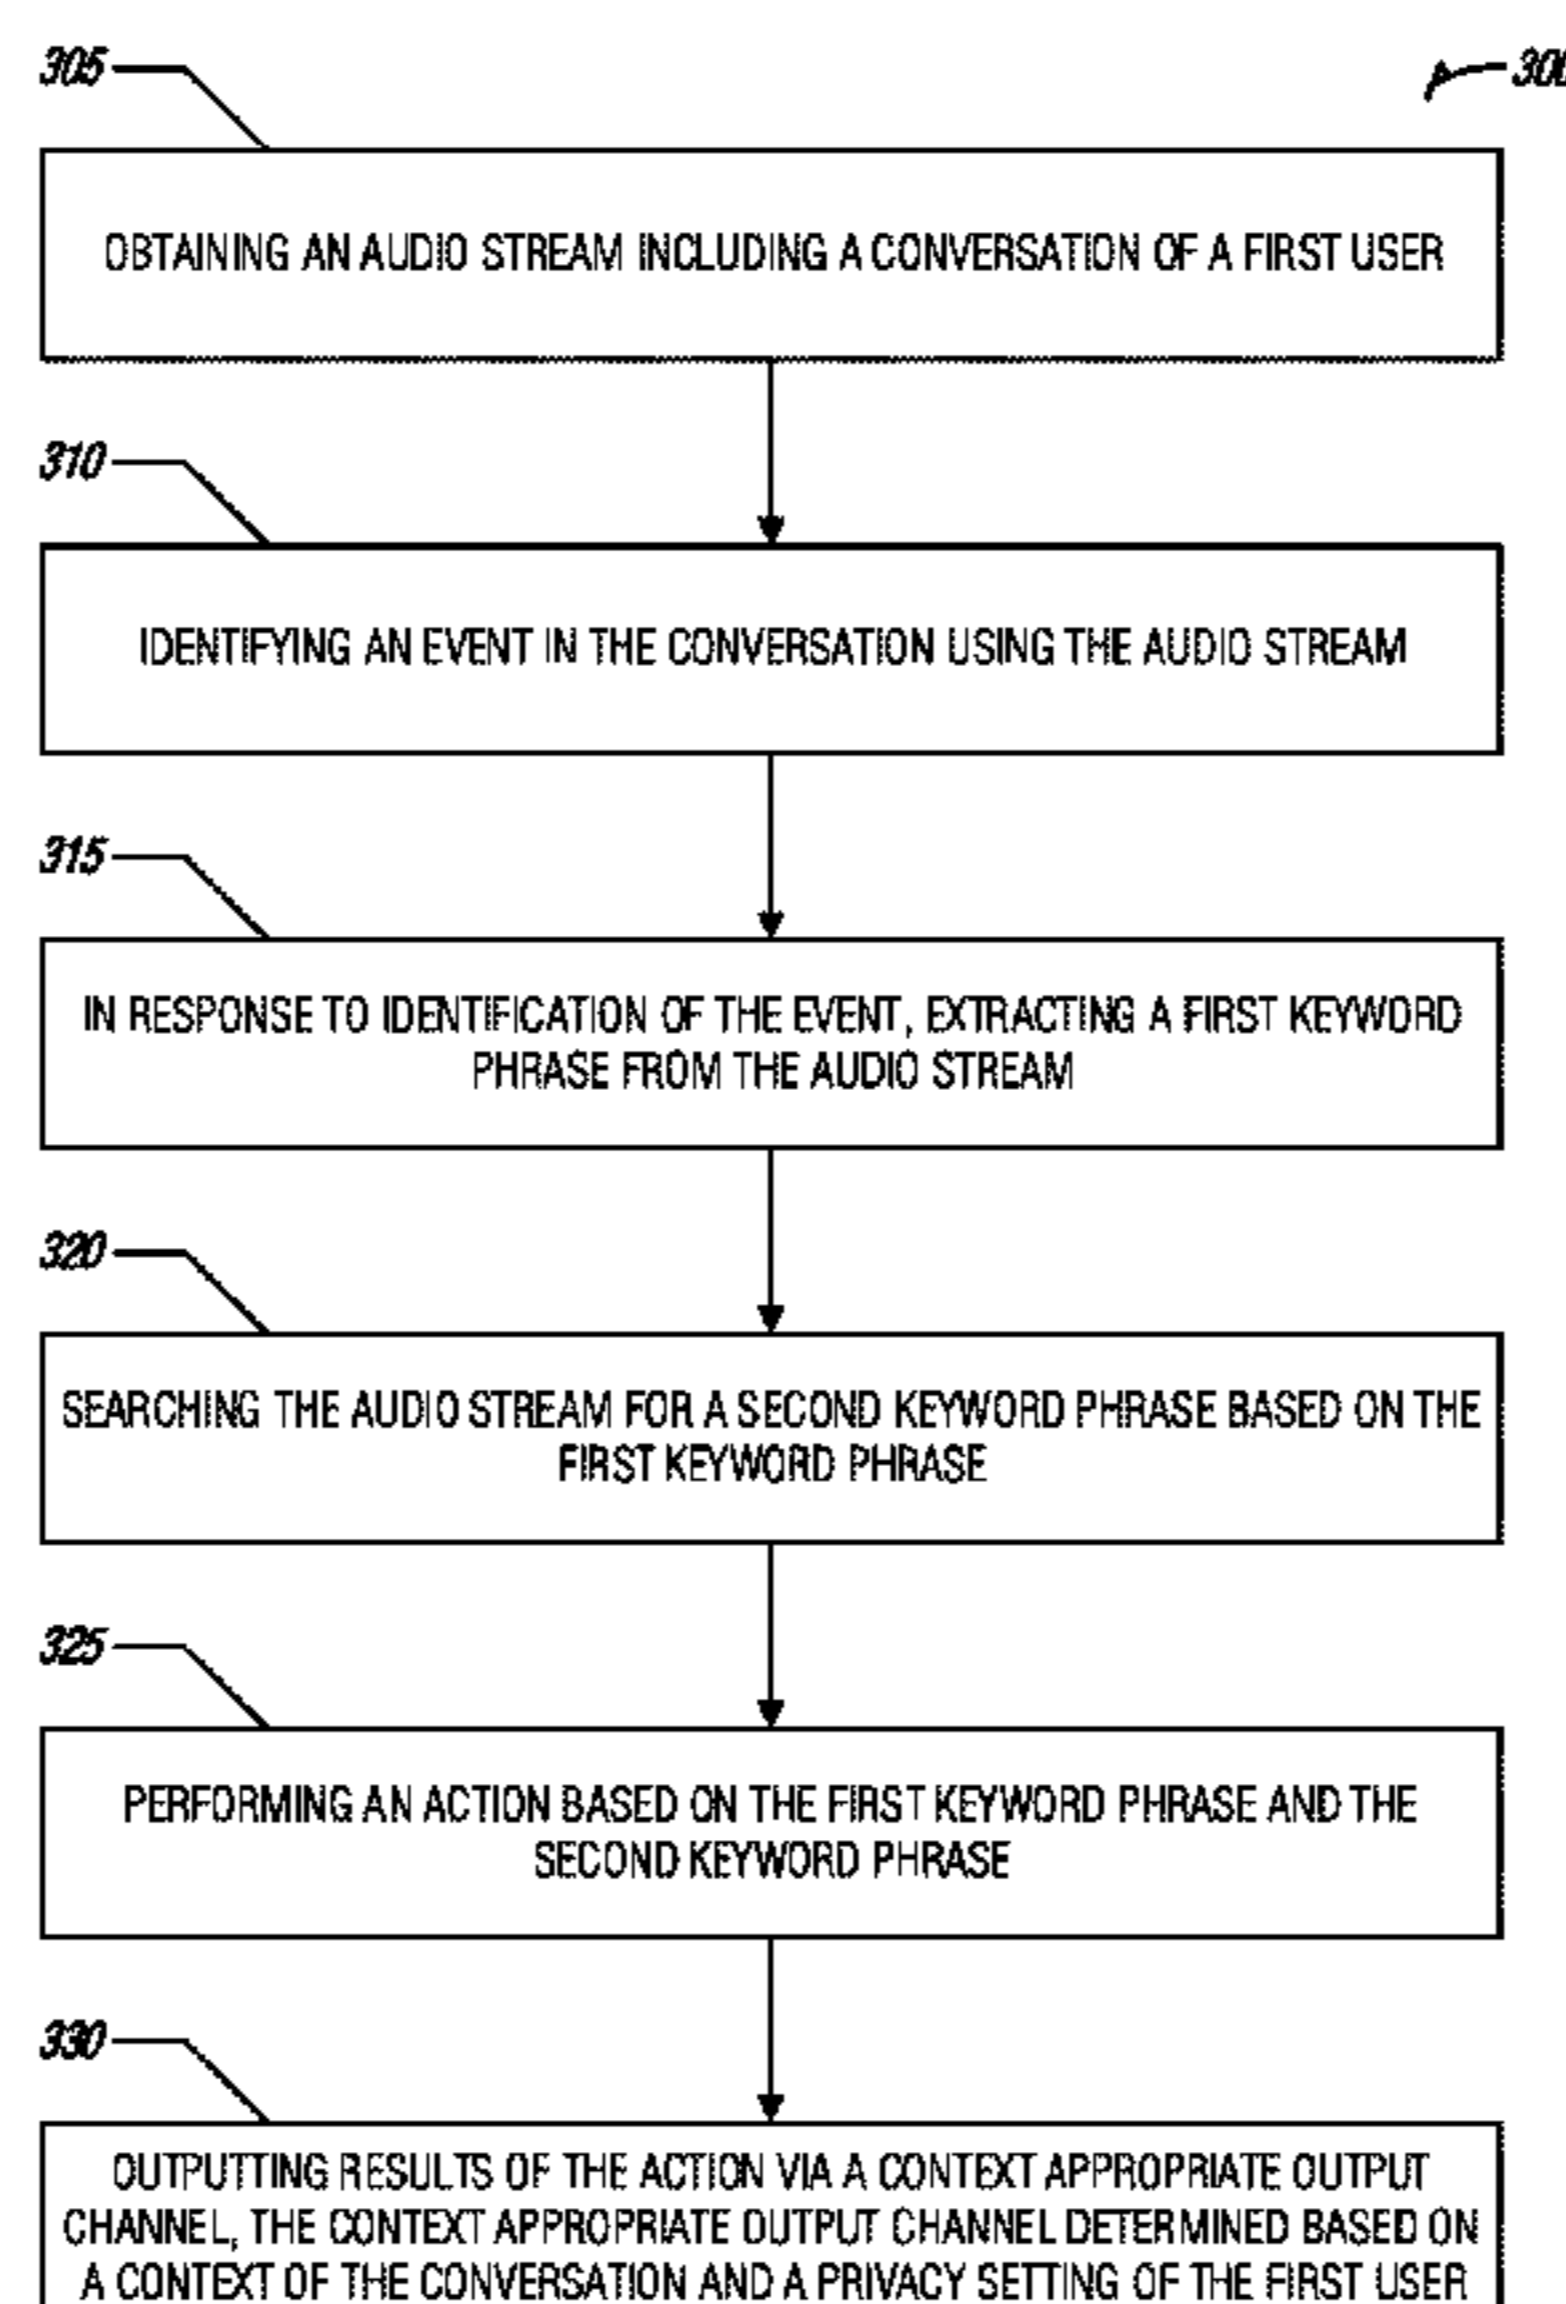 305
OBTAINING AN AUDIO STREAM INCLUDING A CONVERSATION OF A FIRST USER
310
IDENTIFYING AN EVENT IN THE CONVERSATION USING THE AUDIO STREAM
315
IN RESPONSE TO IDENTIFICATION OF THE EVENT, EXTRACTING A FIRST KEYWORD
PHRASE FROM THE AUDIO STREAM
320
SEARCHING THE AUDIO STREAM FOR A SECOND KEYWORD PHRASE BASED ON THE
FIRST KEYWORD PHRASE
325
PERFORMING AN ACTION BASED ON THE FIRST KEYWORD PHRASE AND THE
SECOND KEYWORD PHRASE
330
OUTPUTTING RESULTS OF THE ACTION VIA A CONTEXT APPROPRIATE OUTPUT
CHANNEL, THE CONTEXT APPROPRIATE OUTPUT CHANNEL DETERMINED BASED ON
A CONTEXT OF THE CONVERSATION AND A PRIVACY SETTING OF THE FIRST USER